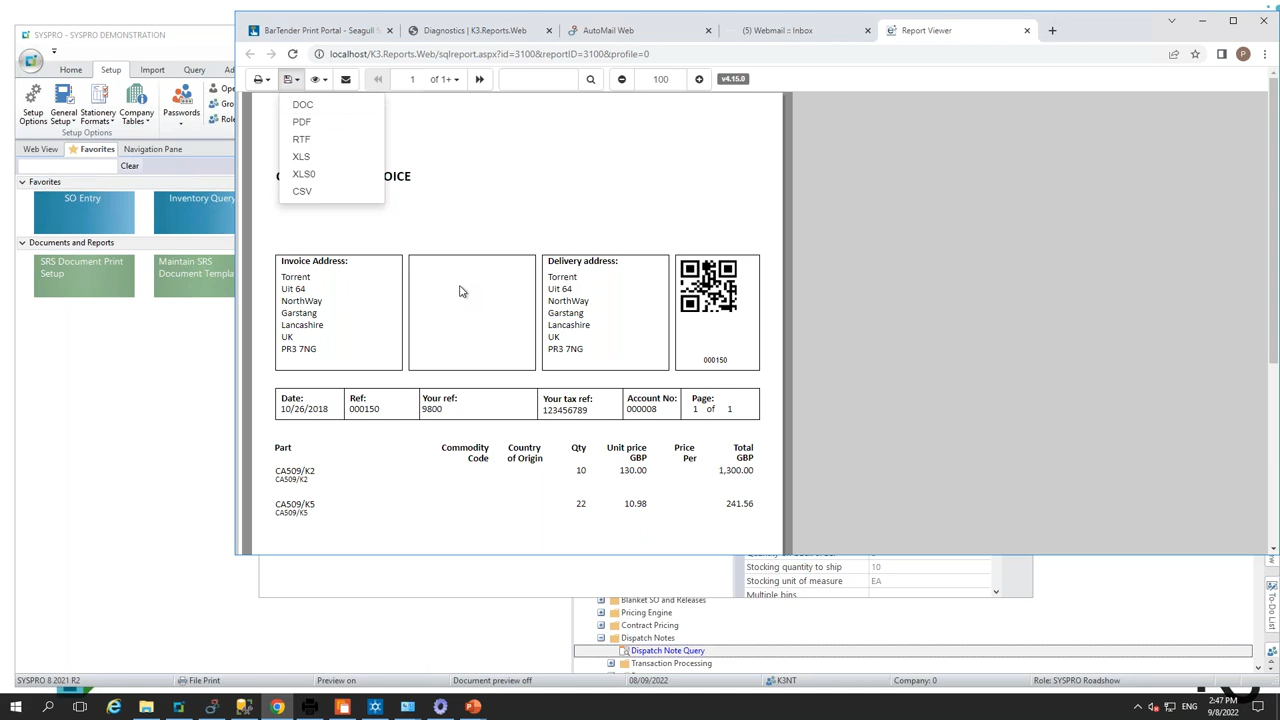 SYSPRO - SYSPRO DEMONSTRATION
BarTender Print Portal - Seagull S
Diagnostics | K3.Reports.Web
AutoMail Web
(5) Webmail :: Inbox
Report Viewer
localhost/K3.Reports.Web/sqlreport.aspx?id=3100&reportID=3100&profile=0
P
Home
Setup
Import
Query
1
of 1+
100
v4.15.0
Setup Options
General Setup
Stationery Formats
Company Tables
Passwords
Setup Options
Web View
Favorites
Navigation Pane
Clear
Favorites
SO Entry
Inventory Query
Documents and Reports
SRS Document Print Setup
Maintain SRS Document Templa
DOC
PDF
RTF
XLS
XLS0
CSV
OICE
Invoice Address:
Torrent
Uit 64
NorthWay
Garstang
Lancashire
UK
PR3 7NG
Delivery address:
Torrent
Uit 64
NorthWay
Garstang
Lancashire
UK
PR3 7NG
000150
Date: Ref: Your ref: Your tax ref: Account No: Page:
10/26/2018 000150 9800 123456789 000008 1 of 1
Part Commodity Code Country of Origin Qty Unit price GBP Price Per Total GBP
CA509/K2 10 130.00 1,300.00
CA509/K2
CA509/K5 22 10.98 241.56
CA509/K5
Stocking quantity to ship 10
Stocking unit of measure EA
Multiple bins
Blanket SO and Releases
Pricing Engine
Contract Pricing
Dispatch Notes
Dispatch Note Query
Transaction Processing
To-Do List
SYSPRO 8 2021 R2
File Print
Preview on
Document preview off
08/09/2022
K3NT
Company: 0
Role: SYSPRO Roadshow
ENG
2:47 PM
9/8/2022